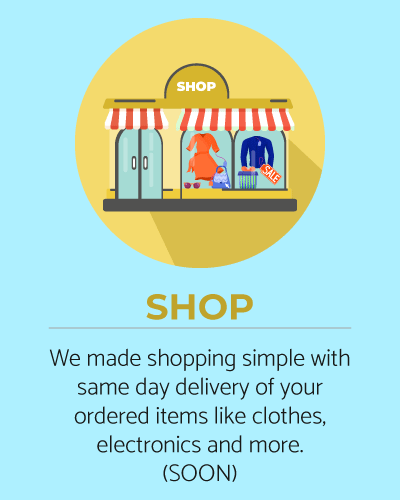 SHOP
SALE
SHOP
We made shopping simple with
same day delivery of your
ordered items like clothes,
electronics and more.
(SOON)